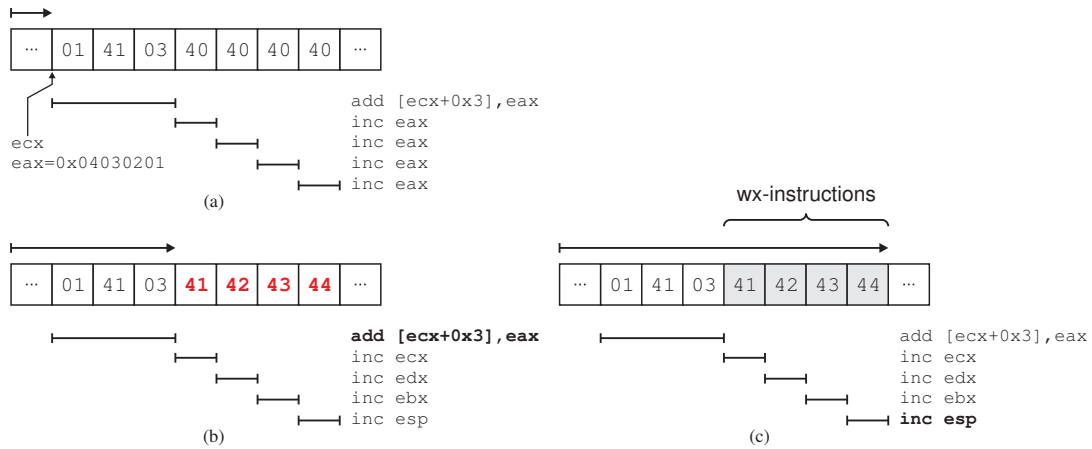 ... 01 41 03 40 40 40 40 ...
add [ecx+0x3],eax
inc eax
inc eax
inc eax
inc eax
ecx
eax=0x04030201
(a)
... 01 41 03 41 42 43 44 ...
add [ecx+0x3],eax
inc ecx
inc edx
inc ebx
inc esp
(b)
wx-instructions
... 01 41 03 41 42 43 44 ...
add [ecx+0x3],eax
inc ecx
inc edx
inc ebx
inc esp
(c)